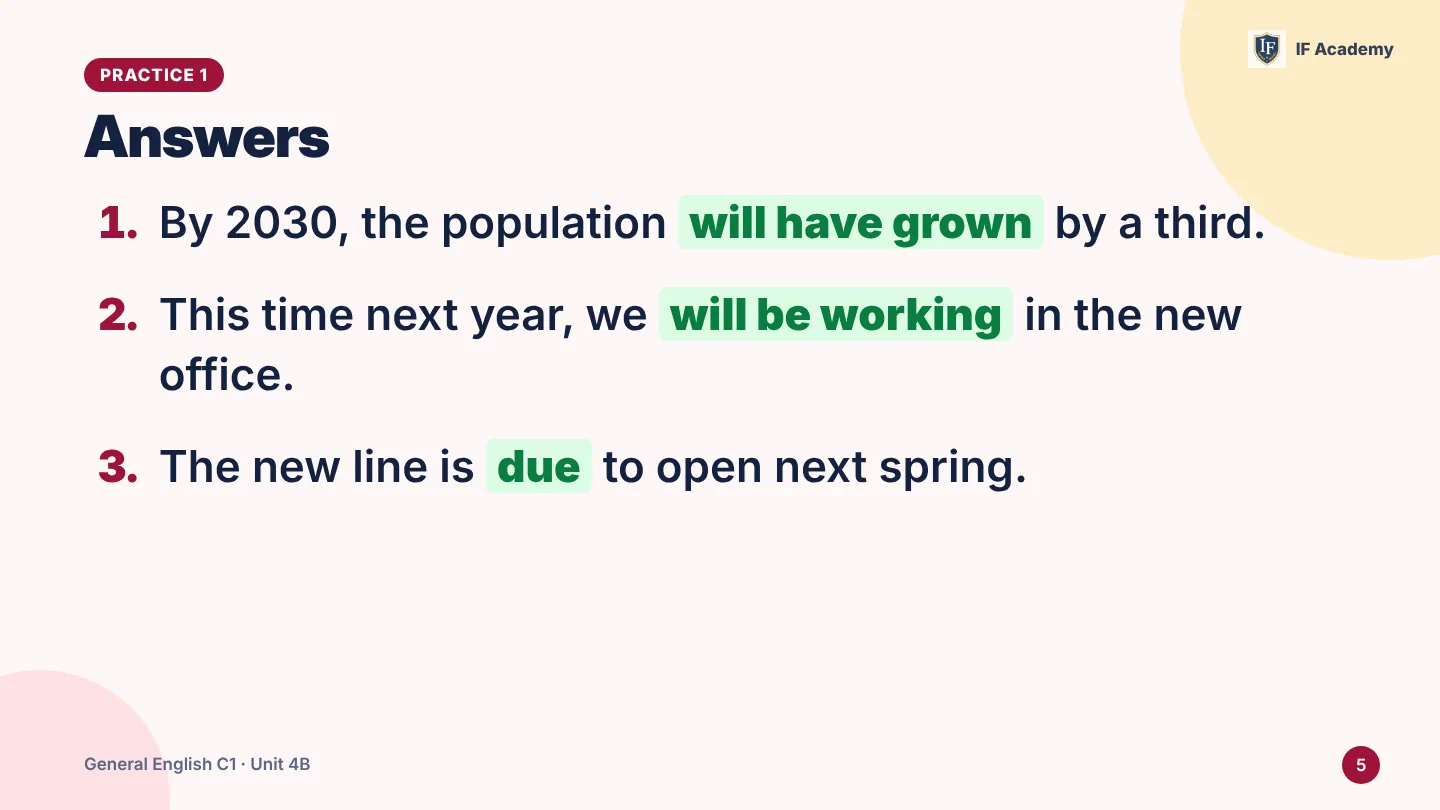 IF IF Academy
PRACTICE 1
Answers
1. By 2030, the population will have grown by a third.
2. This time next year, we will be working in the new
office.
3. The new line is due to open next spring.
General English C1 · Unit 4B
5